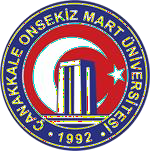 ÇANAKKALE ONSEKİZ MART ÜNİVERSİTESİ
• 1992 •